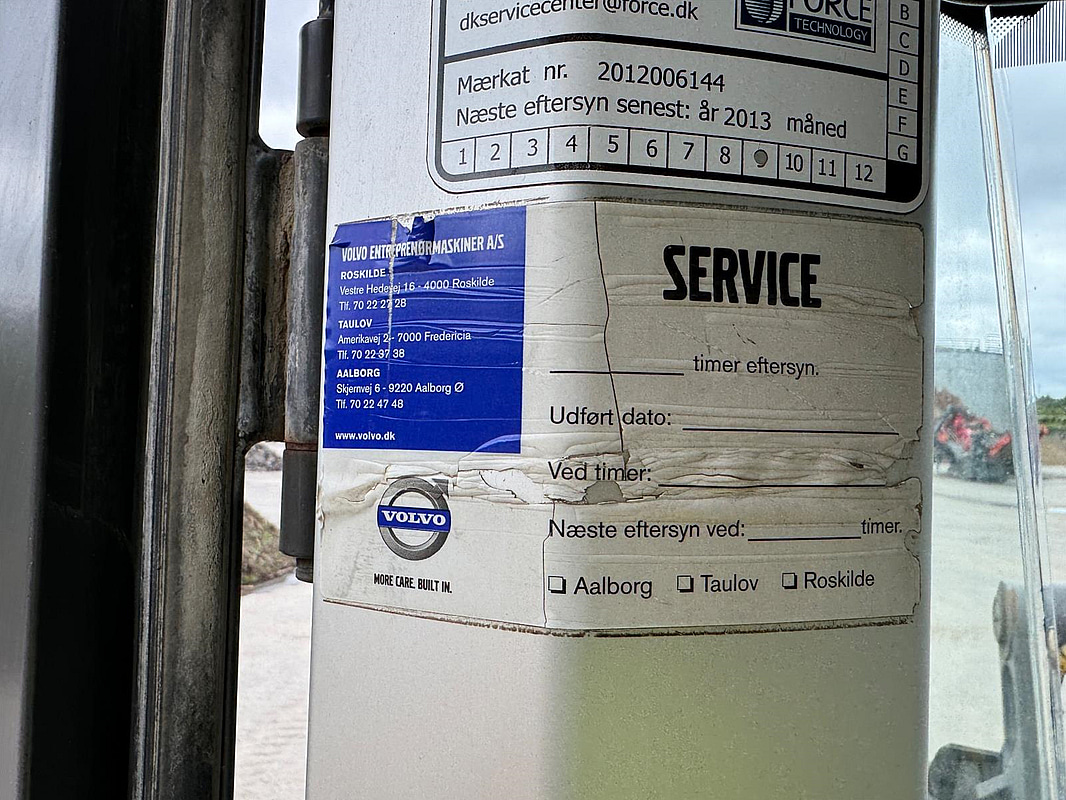 dkservicecenter@force.dk
FORCE
TECHNOLOGY
B
C
D
E
F
G
Mærkat nr. 2012006144
Næste eftersyn senest: år 2013 måned
1 2 3 4 5 6 7 8 10 11 12
VOLVO ENTREPRENØRMASKINER A/S
ROSKILDE
Vestre Hedevej 16 - 4000 Roskilde
Tlf. 70 22 27 28
TAULOV
Amerikavej 2 - 7000 Fredericia
Tlf. 70 22 37 38
AALBORG
Skjernvej 6 - 9220 Aalborg Ø
Tlf. 70 22 47 48
www.volvo.dk
VOLVO
MORE CARE. BUILT IN.
SERVICE
timer eftersyn.
Udført dato:
Ved timer:
Næste eftersyn ved: timer.
Aalborg Taulov Roskilde